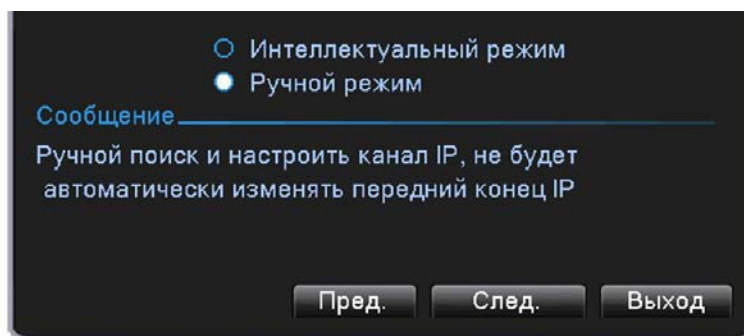 Интеллектуальный режим
Ручной режим
Сообщение
Ручной поиск и настроить канал IP, не будет
автоматически изменять передний конец IP
Пред. След. Выход